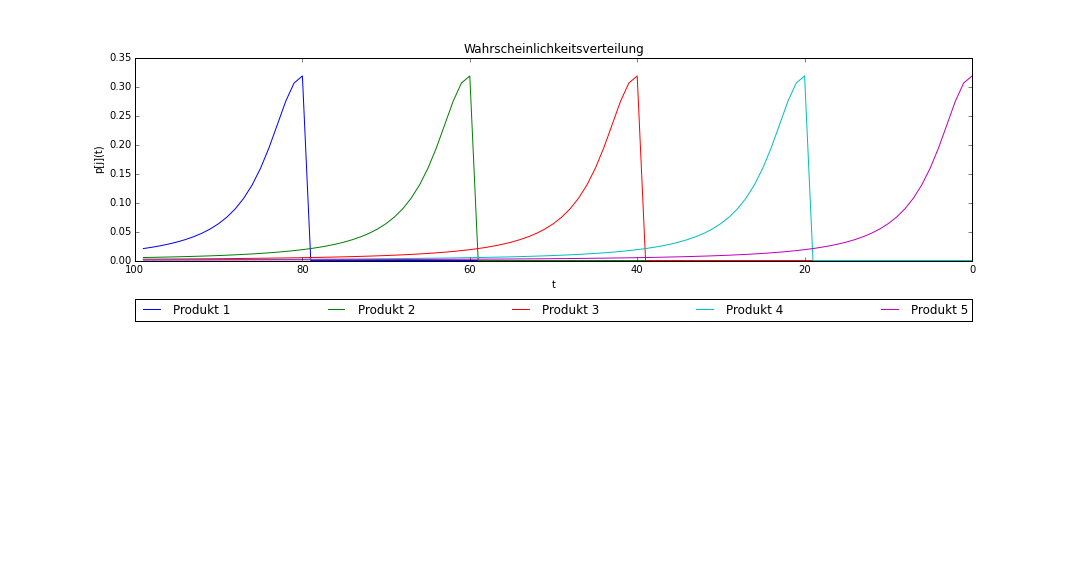 Wahrscheinlichkeitsverteilung
0.35
0.30
0.25
0.20
0.15
0.10
0.05
0.00
p[j](t)
100 80 60 40 20 0
t
Produkt 1 Produkt 2 Produkt 3 Produkt 4 Produkt 5